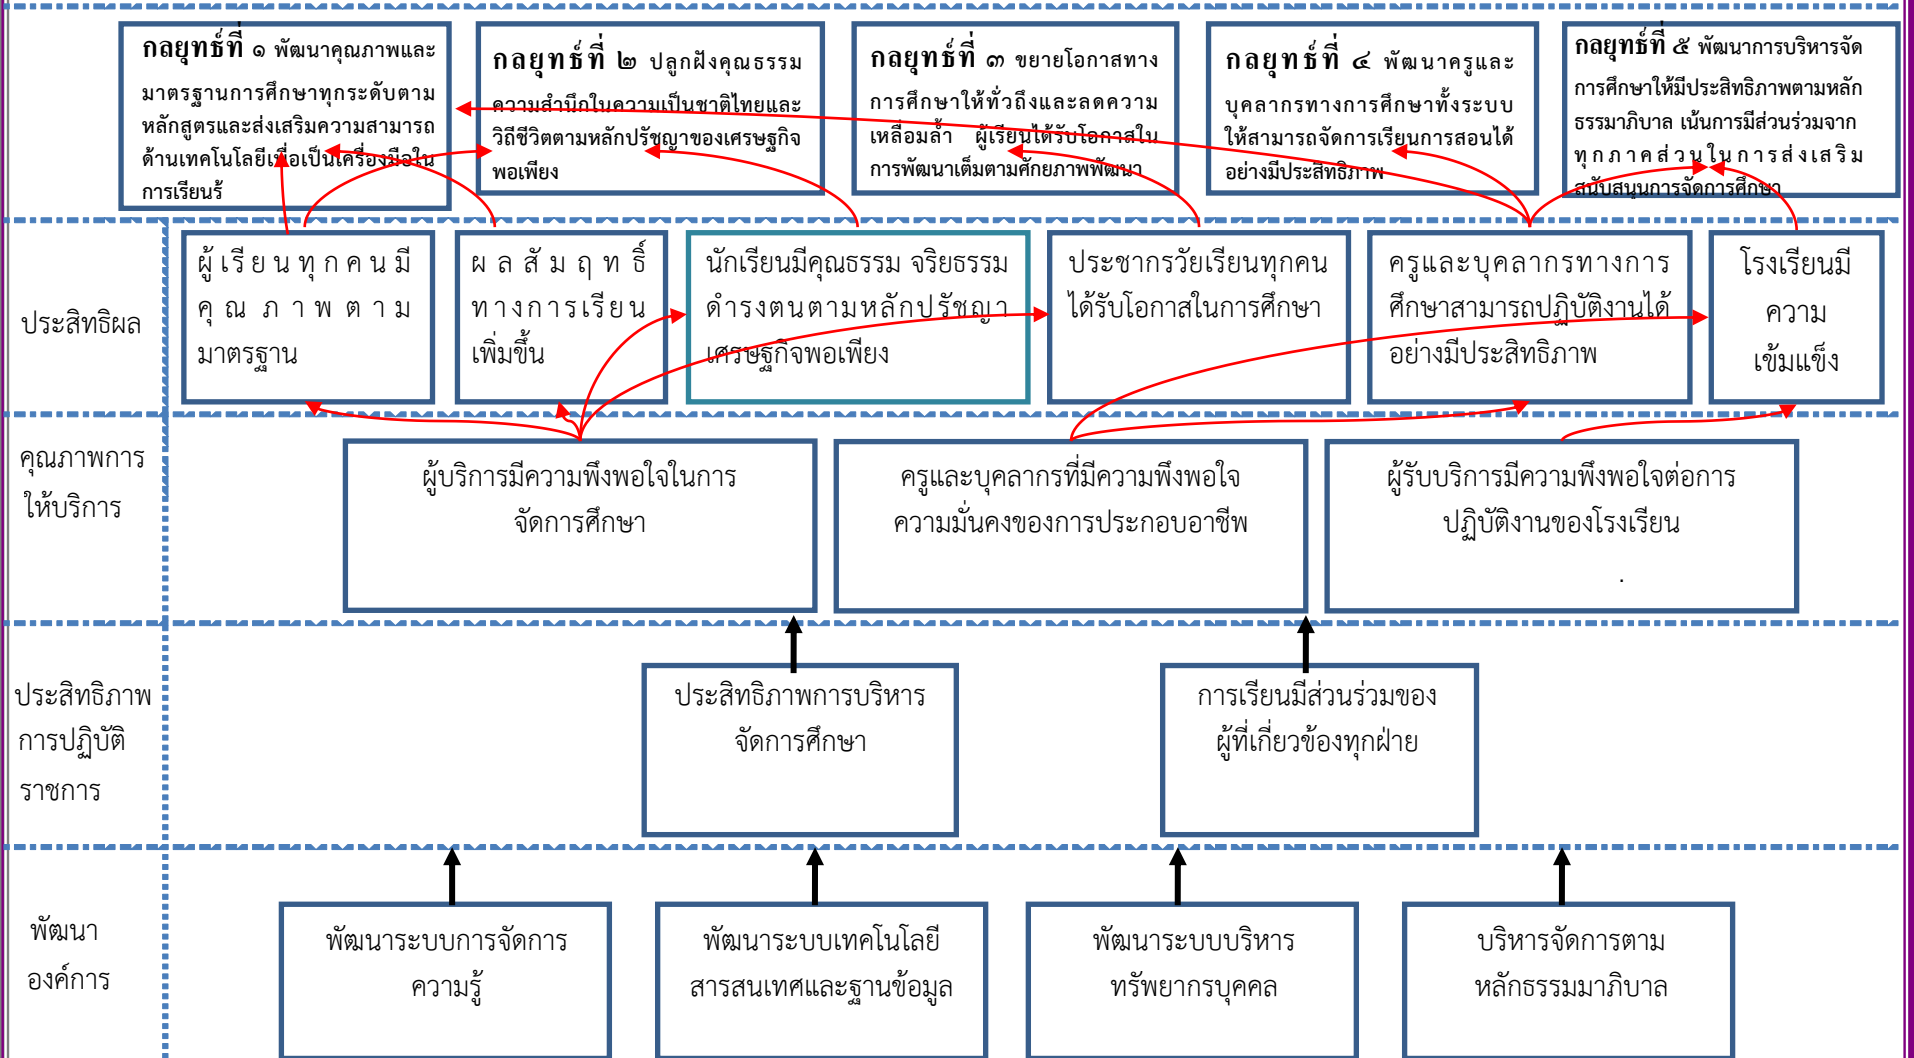 กลยุทธ์ที่ ๑ พัฒนาคุณภาพและ
มาตรฐานการศึกษาทุกระดับตาม
หลักสูตรและส่งเสริมความสามารถ
ด้านเทคโนโลยีเพื่อเป็นเครื่องมือใน
การเรียนรู้
กลยุทธ์ที่ ๒ ปลูกฝังคุณธรรม
ความสำนึกในความเป็นชาติไทยและ
วิถีชีวิตตามหลักปรัชญาของเศรษฐกิจ
พอเพียง
กลยุทธ์ที่ ๓ ขยายโอกาสทาง
การศึกษาให้ทั่วถึงและลดความ
เหลื่อมล้ำ ผู้เรียนได้รับโอกาสใน
การพัฒนาเต็มตามศักยภาพพัฒนา
กลยุทธ์ที่ ๔ พัฒนาครูและ
บุคลากรทางการศึกษาทั้งระบบ
ให้สามารถจัดการเรียนการสอนได้
อย่างมีประสิทธิภาพ
กลยุทธ์ที่ ๕ พัฒนาการบริหารจัด
การศึกษาให้มีประสิทธิภาพตามหลัก
ธรรมาภิบาล เน้นการมีส่วนร่วมจาก
ทุกภาคส่วนในการส่งเสริม
สนับสนุนการจัดการศึกษา
ประสิทธิผล
ผู้เรียนทุกคนมี
คุณภาพตาม
มาตรฐาน
ผลสัมฤทธิ์
ทางการเรียน
เพิ่มขึ้น
นักเรียนมีคุณธรรม จริยธรรม
ดำรงตนตามหลักปรัชญา
เศรษฐกิจพอเพียง
ประชากรวัยเรียนทุกคน
ได้รับโอกาสในการศึกษา
ครูและบุคลากรทางการ
ศึกษาสามารถปฏิบัติงานได้
อย่างมีประสิทธิภาพ
โรงเรียนมี
ความ
เข้มแข็ง
คุณภาพการ
ให้บริการ
ผู้บริการมีความพึงพอใจในการ
จัดการศึกษา
ครูและบุคลากรที่มีความพึงพอใจ
ความมั่นคงของการประกอบอาชีพ
ผู้รับบริการมีความพึงพอใจต่อการ
ปฏิบัติงานของโรงเรียน
.
ประสิทธิภาพ
การปฏิบัติ
ราชการ
ประสิทธิภาพการบริหาร
จัดการศึกษา
การเรียนมีส่วนร่วมของ
ผู้ที่เกี่ยวข้องทุกฝ่าย
พัฒนา
องค์การ
พัฒนาระบบการจัดการ
ความรู้
พัฒนาระบบเทคโนโลยี
สารสนเทศและฐานข้อมูล
พัฒนาระบบบริหาร
ทรัพยากรบุคคล
บริหารจัดการตาม
หลักธรรมมาภิบาล